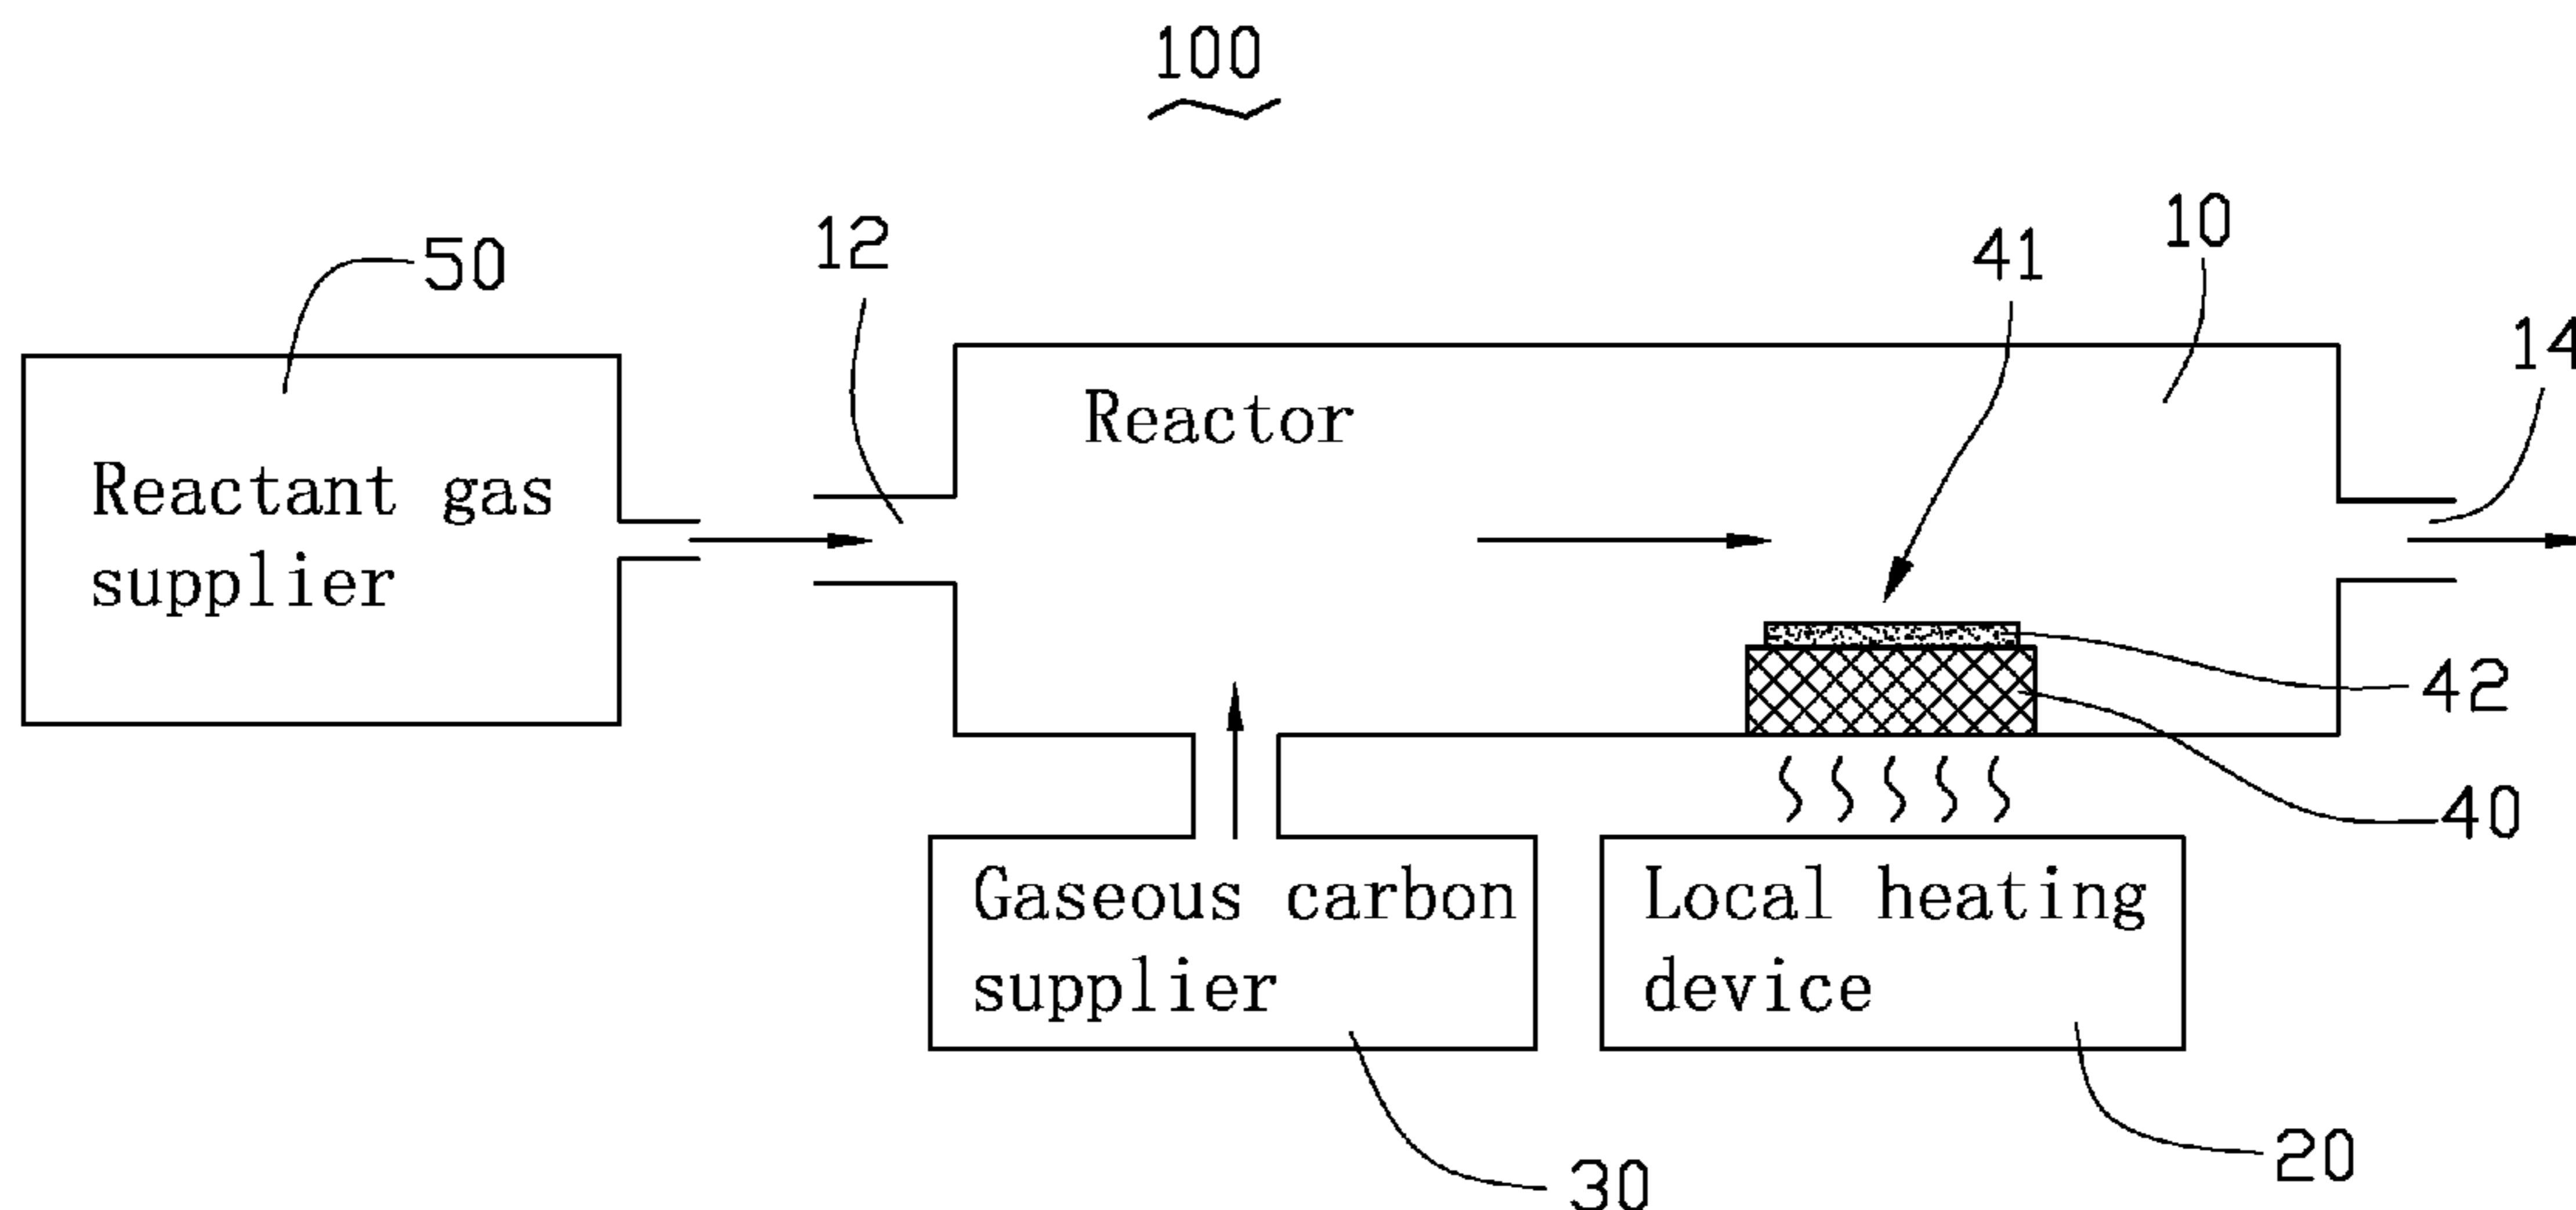 100
12
10
50
41
14
Reactor
Reactant gas
supplier
42
40
Gaseous carbon
supplier
Local heating
device
20
30